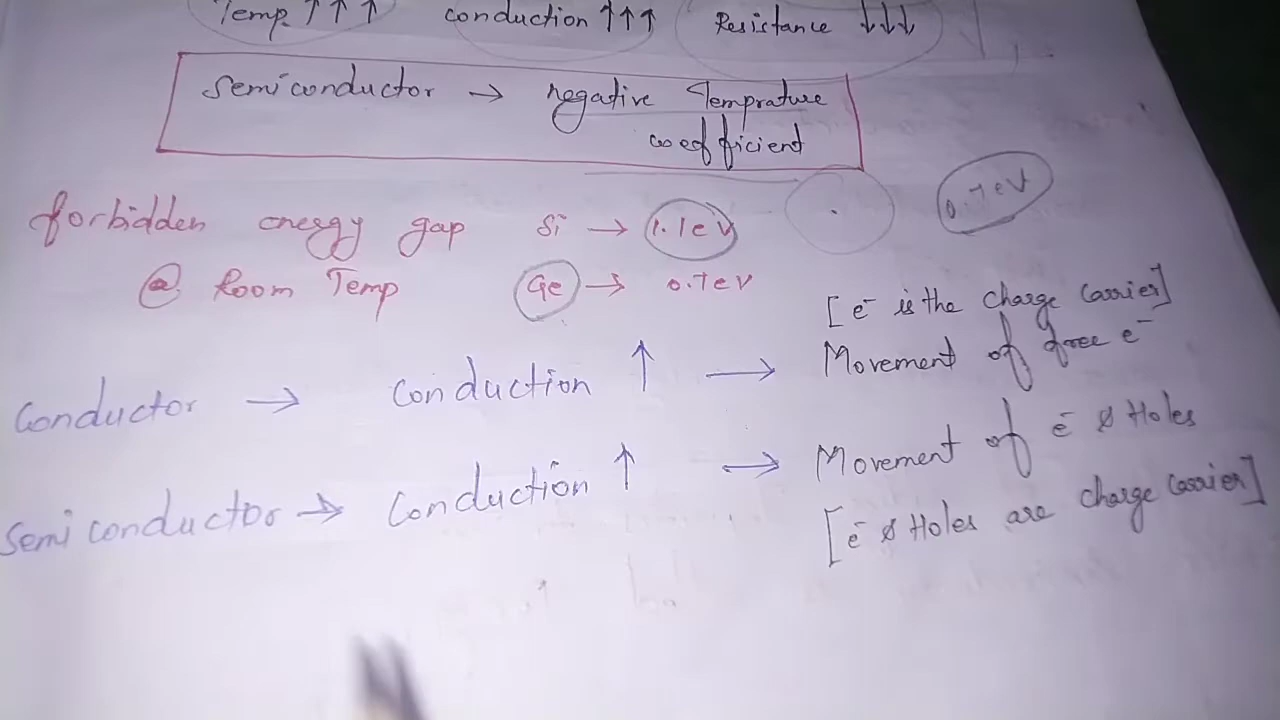 Temp. ↑↑↑ conduction ↑↑↑ Resistance ↓↓↓
Semiconductor → negative Temprature
coefficient
forbidden energy gap Si → 1.1eV
0.7eV
@ Room Temp Ge → 0.7eV
[e⁻ is the charge Carrier]
Conductor → Conduction ↑ → Movement of free e⁻
Semiconductor → Conduction ↑ → Movement of e⁻ & Holes
[e⁻ & Holes are charge Carrier]